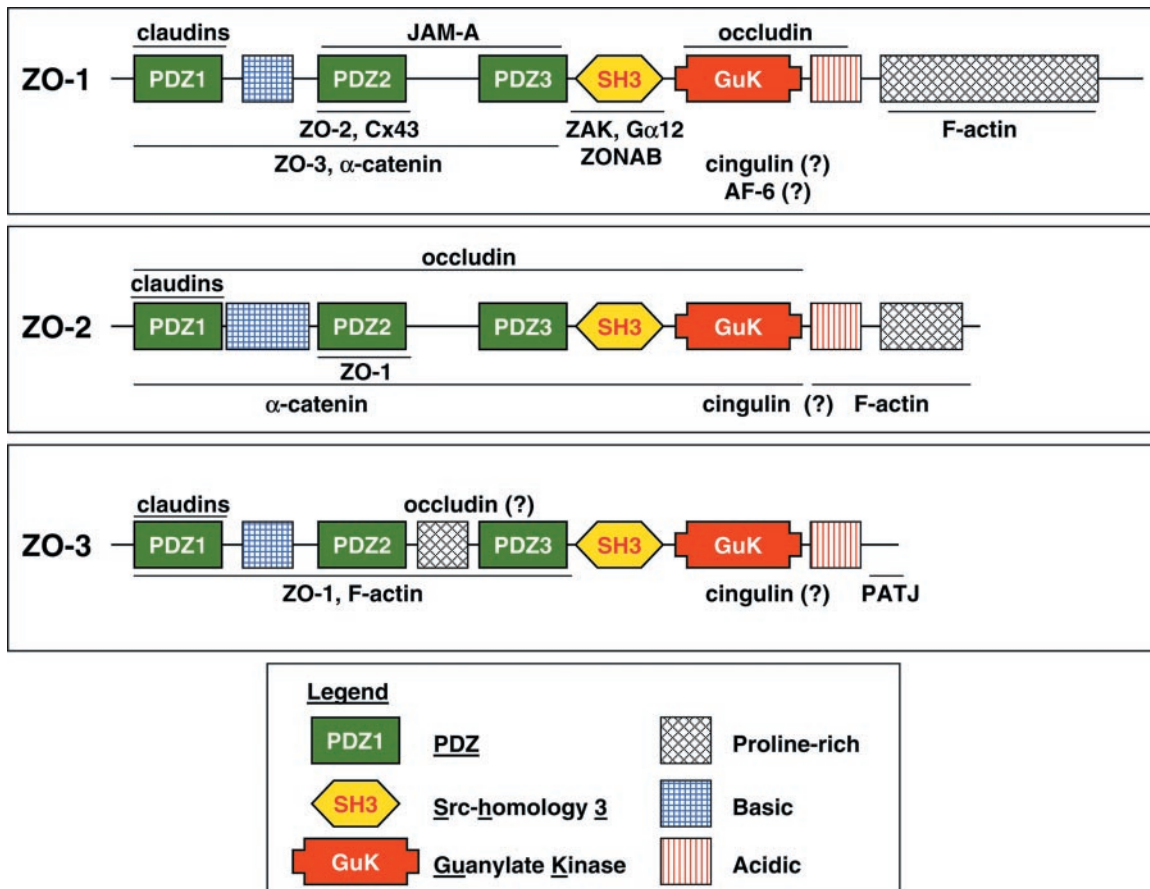 claudins JAM-A occludin
ZO-1 PDZ1 PDZ2 PDZ3 SH3 GuK
ZO-2, Cx43 ZAK, Gα12 F-actin
ZO-3, α-catenin ZONAB cingulin (?)
AF-6 (?)
occludin
claudins
ZO-2 PDZ1 PDZ2 PDZ3 SH3 GuK
ZO-1
α-catenin cingulin (?) F-actin
claudins occludin (?)
ZO-3 PDZ1 PDZ2 PDZ3 SH3 GuK
ZO-1, F-actin cingulin (?) PATJ
Legend
PDZ1 PDZ Proline-rich
SH3 Src-homology 3 Basic
GuK Guanylate Kinase Acidic